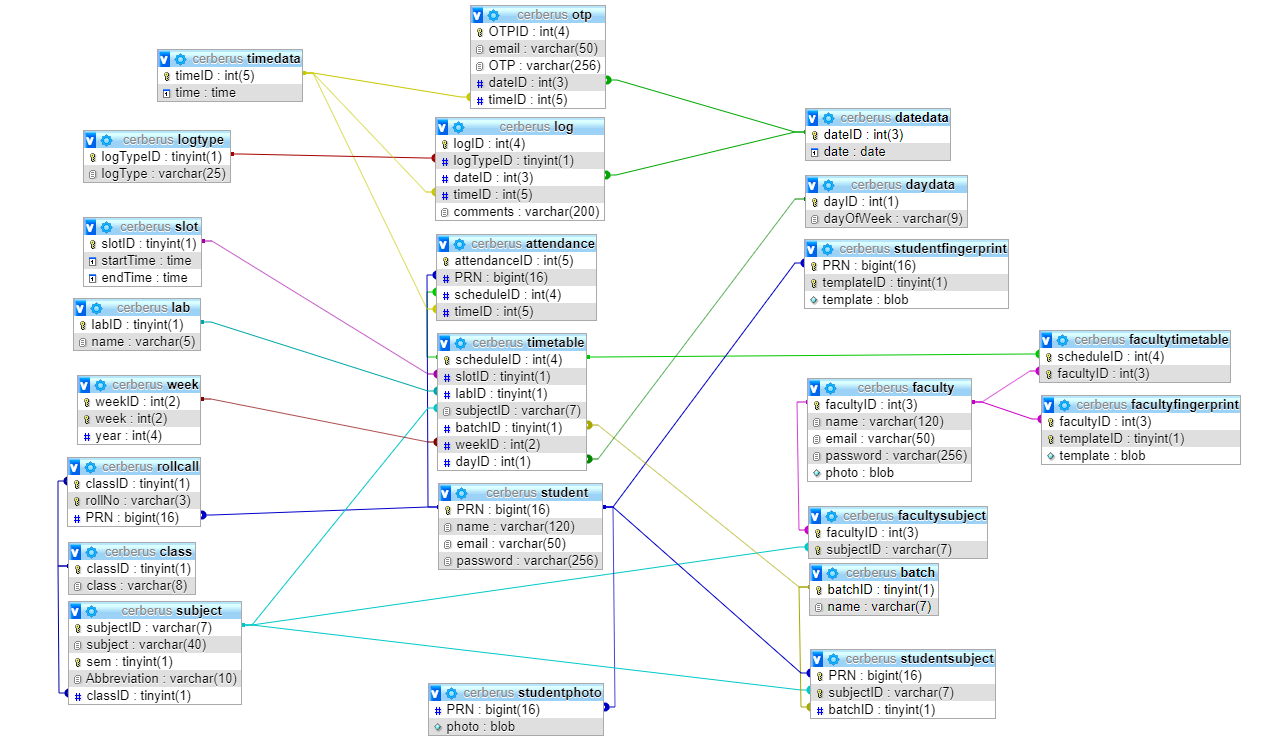 cerberus otp
OTPID : int(4)
email : varchar(50)
OTP : varchar(256)
dateID : int(3)
timeID : int(5)
cerberus timedata
timeID : int(5)
time : time
cerberus log
logID : int(4)
logTypeID : tinyint(1)
dateID : int(3)
timeID : int(5)
comments : varchar(200)
cerberus datedata
dateID : int(3)
date : date
cerberus logtype
logTypeID : tinyint(1)
logType : varchar(25)
cerberus daydata
dayID : int(1)
dayOfWeek : varchar(9)
cerberus slot
slotID : tinyint(1)
startTime : time
endTime : time
cerberus attendance
attendanceID : int(5)
PRN : bigint(16)
scheduleID : int(4)
timeID : int(5)
cerberus studentfingerprint
PRN : bigint(16)
templateID : tinyint(1)
template : blob
cerberus lab
labID : tinyint(1)
name : varchar(5)
cerberus timetable
scheduleID : int(4)
slotID : tinyint(1)
labID : tinyint(1)
subjectID : varchar(7)
batchID : tinyint(1)
weekID : int(2)
dayID : int(1)
cerberus facultytimetable
scheduleID : int(4)
facultyID : int(3)
cerberus week
weekID : int(2)
week : int(2)
year : int(4)
cerberus faculty
facultyID : int(3)
name : varchar(120)
email : varchar(50)
password : varchar(256)
photo : blob
cerberus facultyfingerprint
facultyID : int(3)
templateID : tinyint(1)
template : blob
cerberus rollcall
classID : tinyint(1)
rollNo : varchar(3)
PRN : bigint(16)
cerberus student
PRN : bigint(16)
name : varchar(120)
email : varchar(50)
password : varchar(256)
cerberus facultysubject
facultyID : int(3)
subjectID : varchar(7)
cerberus class
classID : tinyint(1)
class : varchar(8)
cerberus batch
batchID : tinyint(1)
name : varchar(7)
cerberus subject
subjectID : varchar(7)
subject : varchar(40)
sem : tinyint(1)
Abbreviation : varchar(10)
classID : tinyint(1)
cerberus studentsubject
PRN : bigint(16)
subjectID : varchar(7)
batchID : tinyint(1)
cerberus studentphoto
PRN : bigint(16)
photo : blob